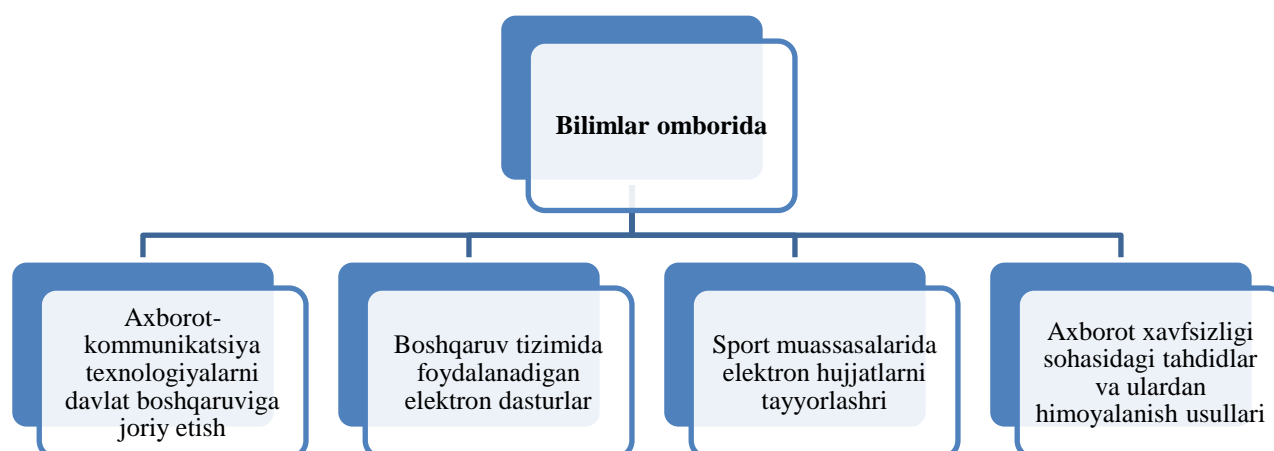 Bilimlar omborida
Axborot-
kommunikatsiya
texnologiyalarni
davlat boshqaruviga
joriy etish
Boshqaruv tizimida
foydalanadigan
elektron dasturlar
Sport muassasalarida
elektron hujjatlarni
tayyorlashri
Axborot xavfsizligi
sohasidagi tahdidlar
va ulardan
himoyalanish usullari